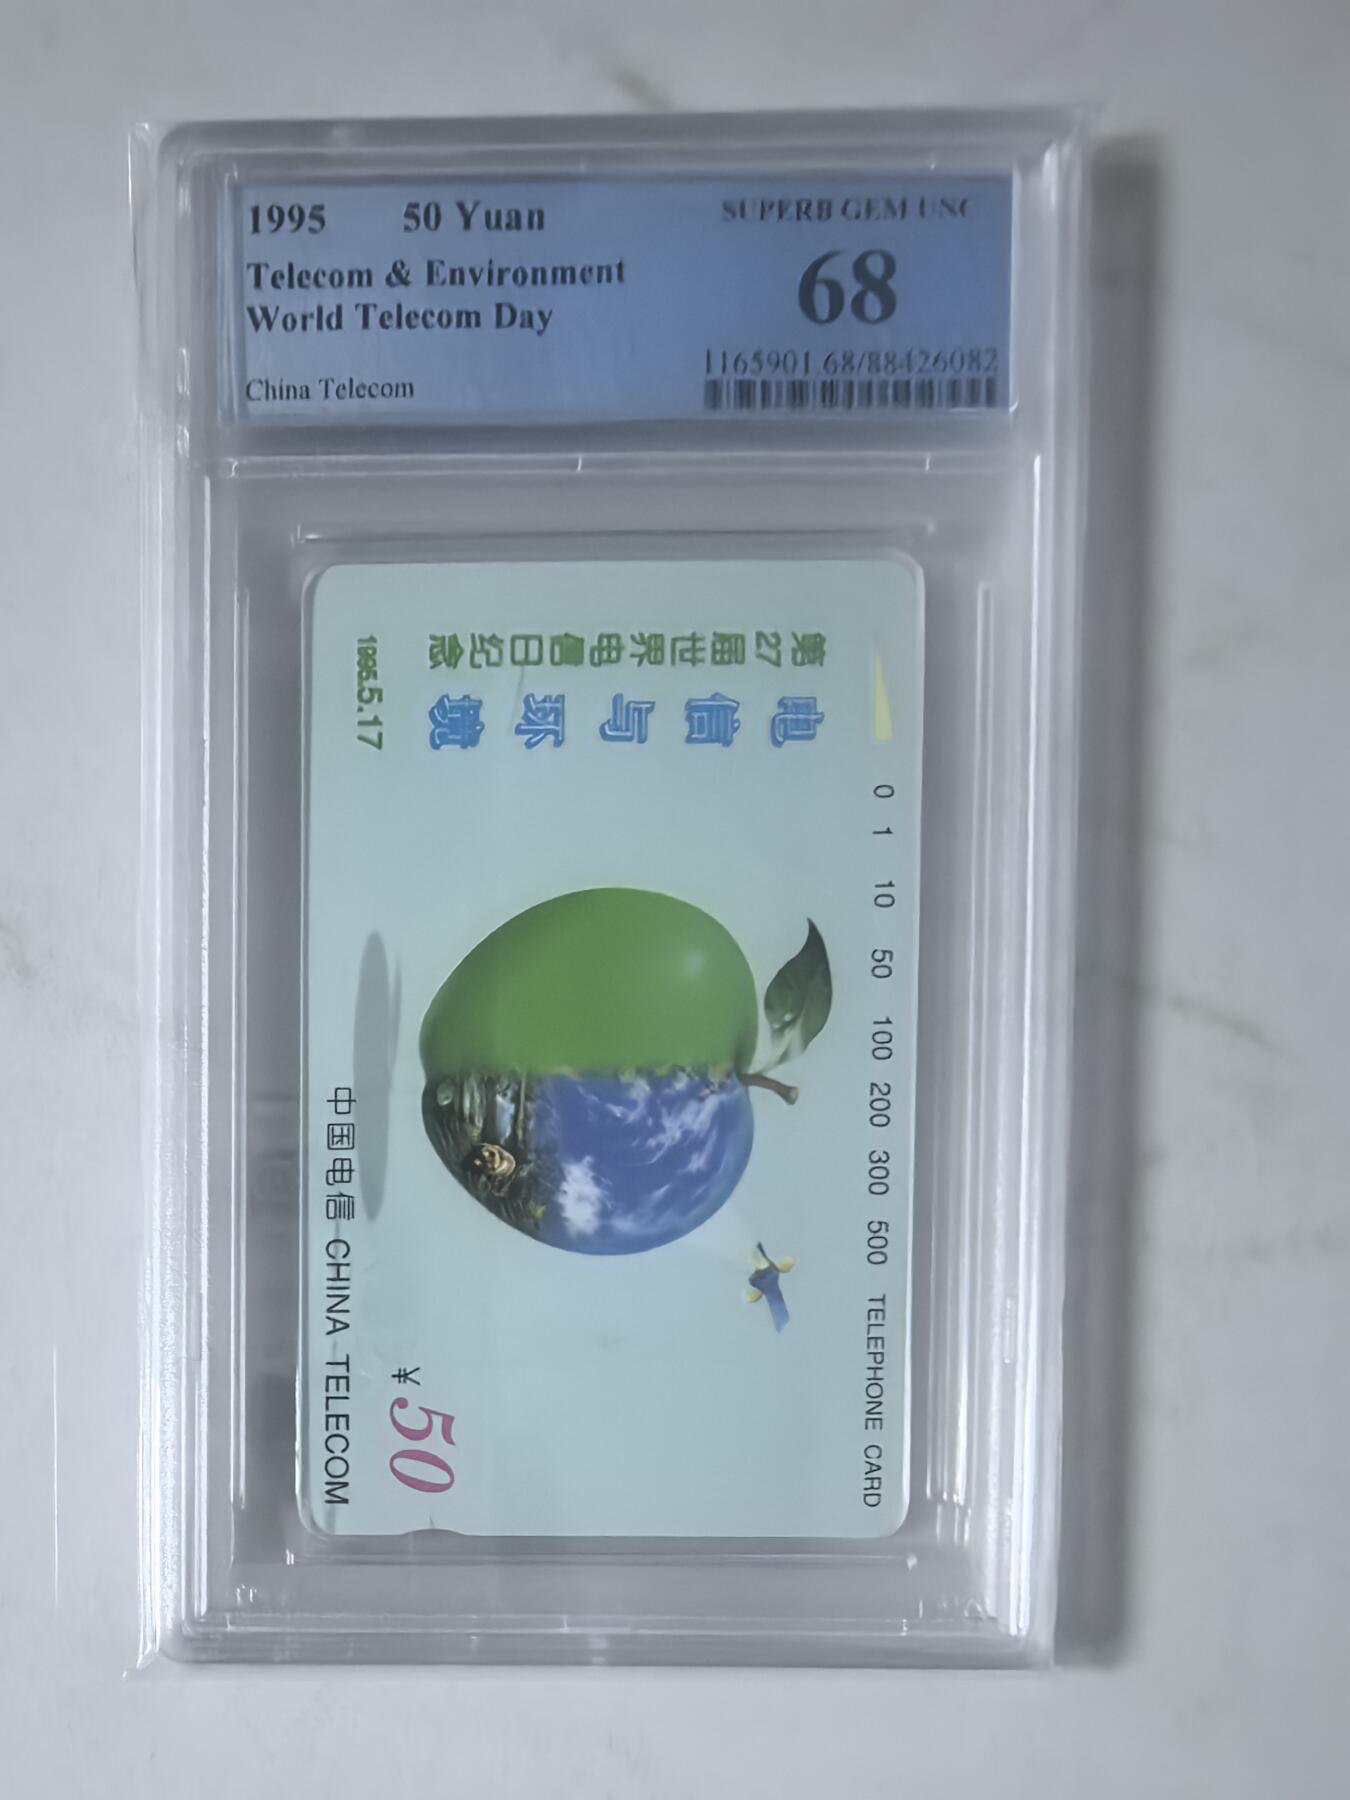 1995 50 Yuan
SUPERB GEM UNC
Telecom & Environment
68
World Telecom Day
1165901.68/88426082
China Telecom
第27届世界电信日纪念
电信与环境
1995.5.17
0 1 10 50 100 200 300 500 TELEPHONE CARD
中国电信 CHINA TELECOM
¥50